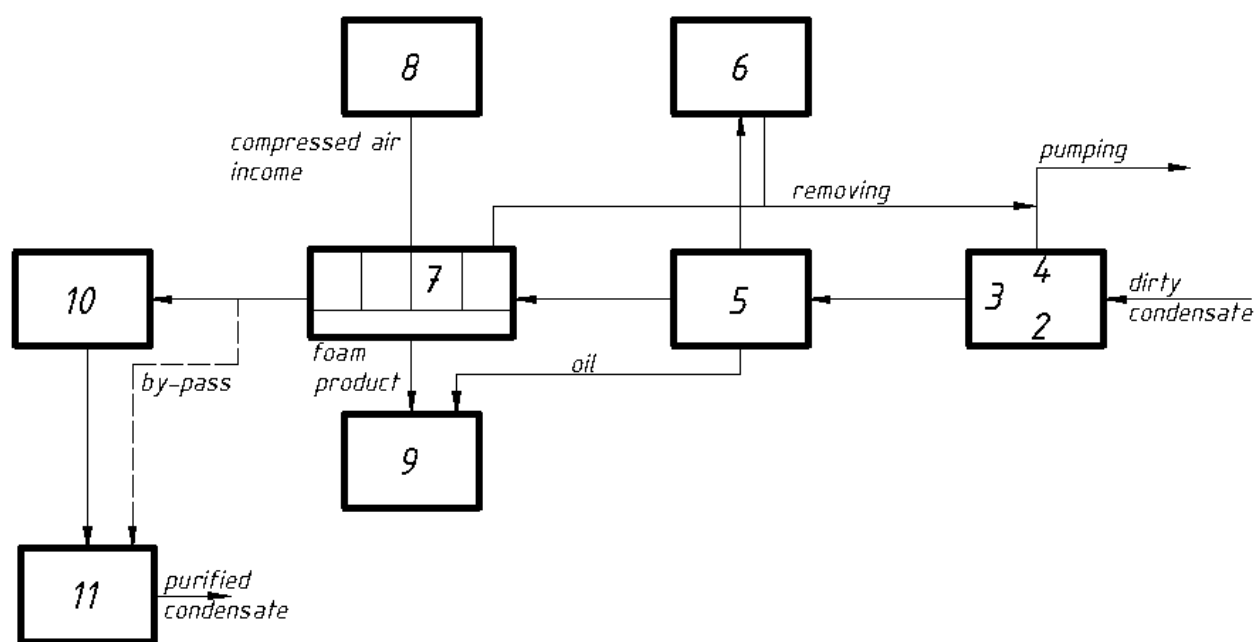 8
6
compressed air
income
pumping
removing
7
10
5
3
4
2
dirty
condensate
foam
product
oil
by-pass
9
11
purified
condensate